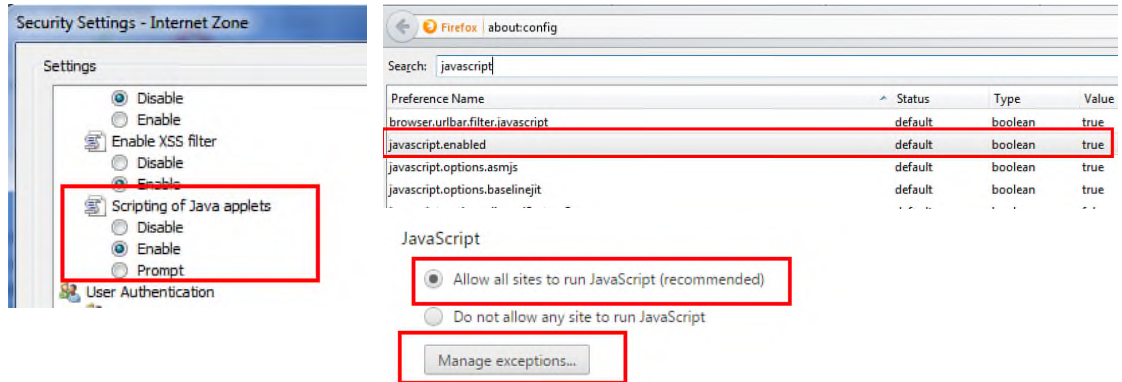 Security Settings - Internet Zone
Settings
Disable
Enable
Enable XSS filter
Disable
Enable
Scripting of Java applets
Disable
Enable
Prompt
User Authentication
Firefox about:config
Search: javascript
Preference Name Status Type Value
browser.urlbar.filter.javascript default boolean true
javascript.enabled default boolean true
javascript.options.asmjs default boolean true
javascript.options.baselinejit default boolean true
JavaScript
Allow all sites to run JavaScript (recommended)
Do not allow any site to run JavaScript
Manage exceptions...